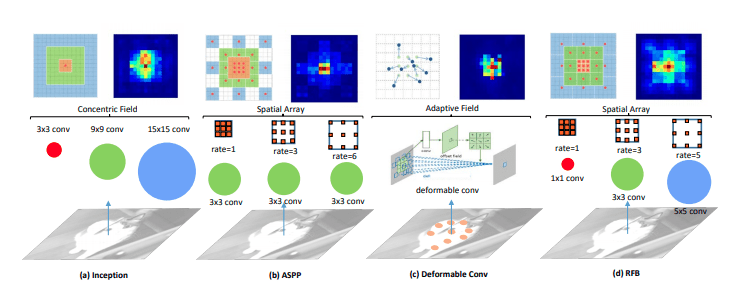 Concentric Field
3x3 conv
9x9 conv
15x15 conv
(a) Inception
Spatial Array
rate=1
rate=3
rate=6
3x3 conv
3x3 conv
3x3 conv
(b) ASPP
Adaptive Field
offset field
deformable conv
(c) Deformable Conv
Spatial Array
rate=1
rate=3
rate=5
1x1 conv
3x3 conv
5x5 conv
(d) RFB